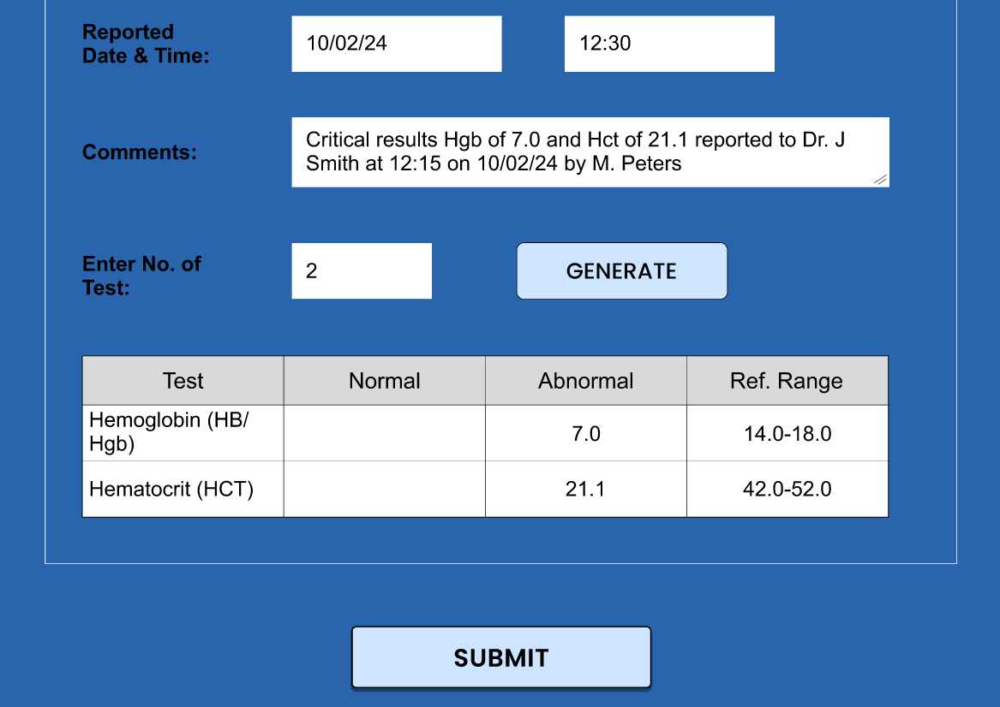 Reported
Date & Time:
10/02/24
12:30
Comments:
Critical results Hgb of 7.0 and Hct of 21.1 reported to Dr. J
Smith at 12:15 on 10/02/24 by M. Peters
Enter No. of
Test:
2
GENERATE
Test Normal Abnormal Ref. Range
Hemoglobin (HB/
Hgb)
7.0 14.0-18.0
Hematocrit (HCT) 21.1 42.0-52.0
SUBMIT